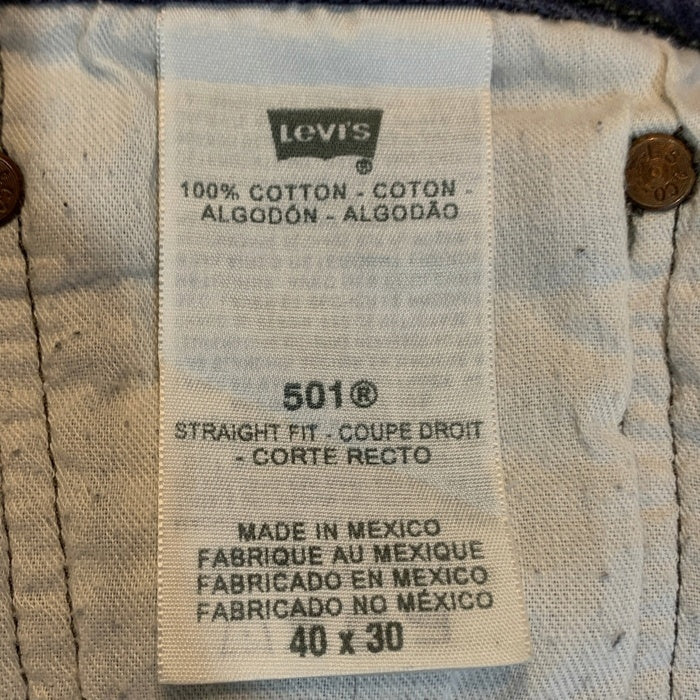 Levi's
®
100% COTTON - COTON -
ALGODÓN - ALGODÃO
501®
STRAIGHT FIT - COUPE DROIT
- CORTE RECTO
MADE IN MEXICO
FABRIQUE AU MEXIQUE
FABRICADO EN MEXICO
FABRICADO NO MÉXICO
40 x 30